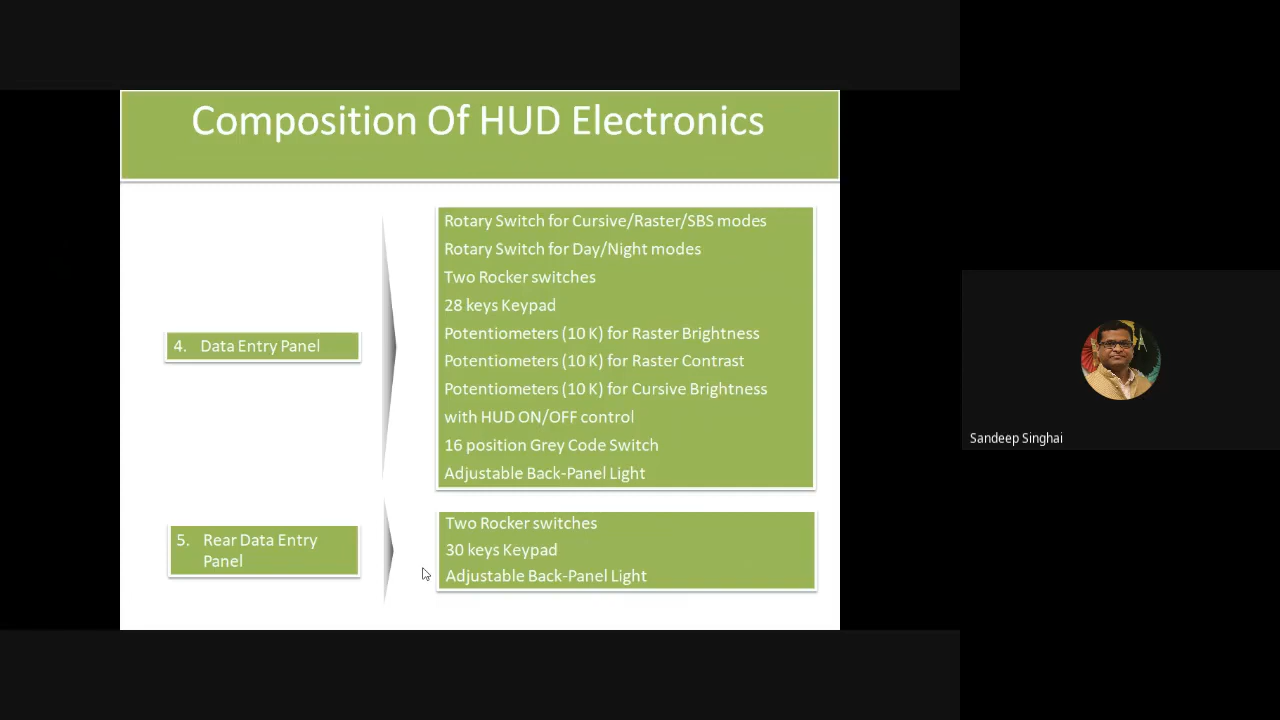 Composition Of HUD Electronics
4. Data Entry Panel
Rotary Switch for Cursive/Raster/SBS modes
Rotary Switch for Day/Night modes
Two Rocker switches
28 keys Keypad
Potentiometers (10 K) for Raster Brightness
Potentiometers (10 K) for Raster Contrast
Potentiometers (10 K) for Cursive Brightness
with HUD ON/OFF control
16 position Grey Code Switch
Adjustable Back-Panel Light
5. Rear Data Entry
Panel
Two Rocker switches
30 keys Keypad
Adjustable Back-Panel Light
Sandeep Singhai